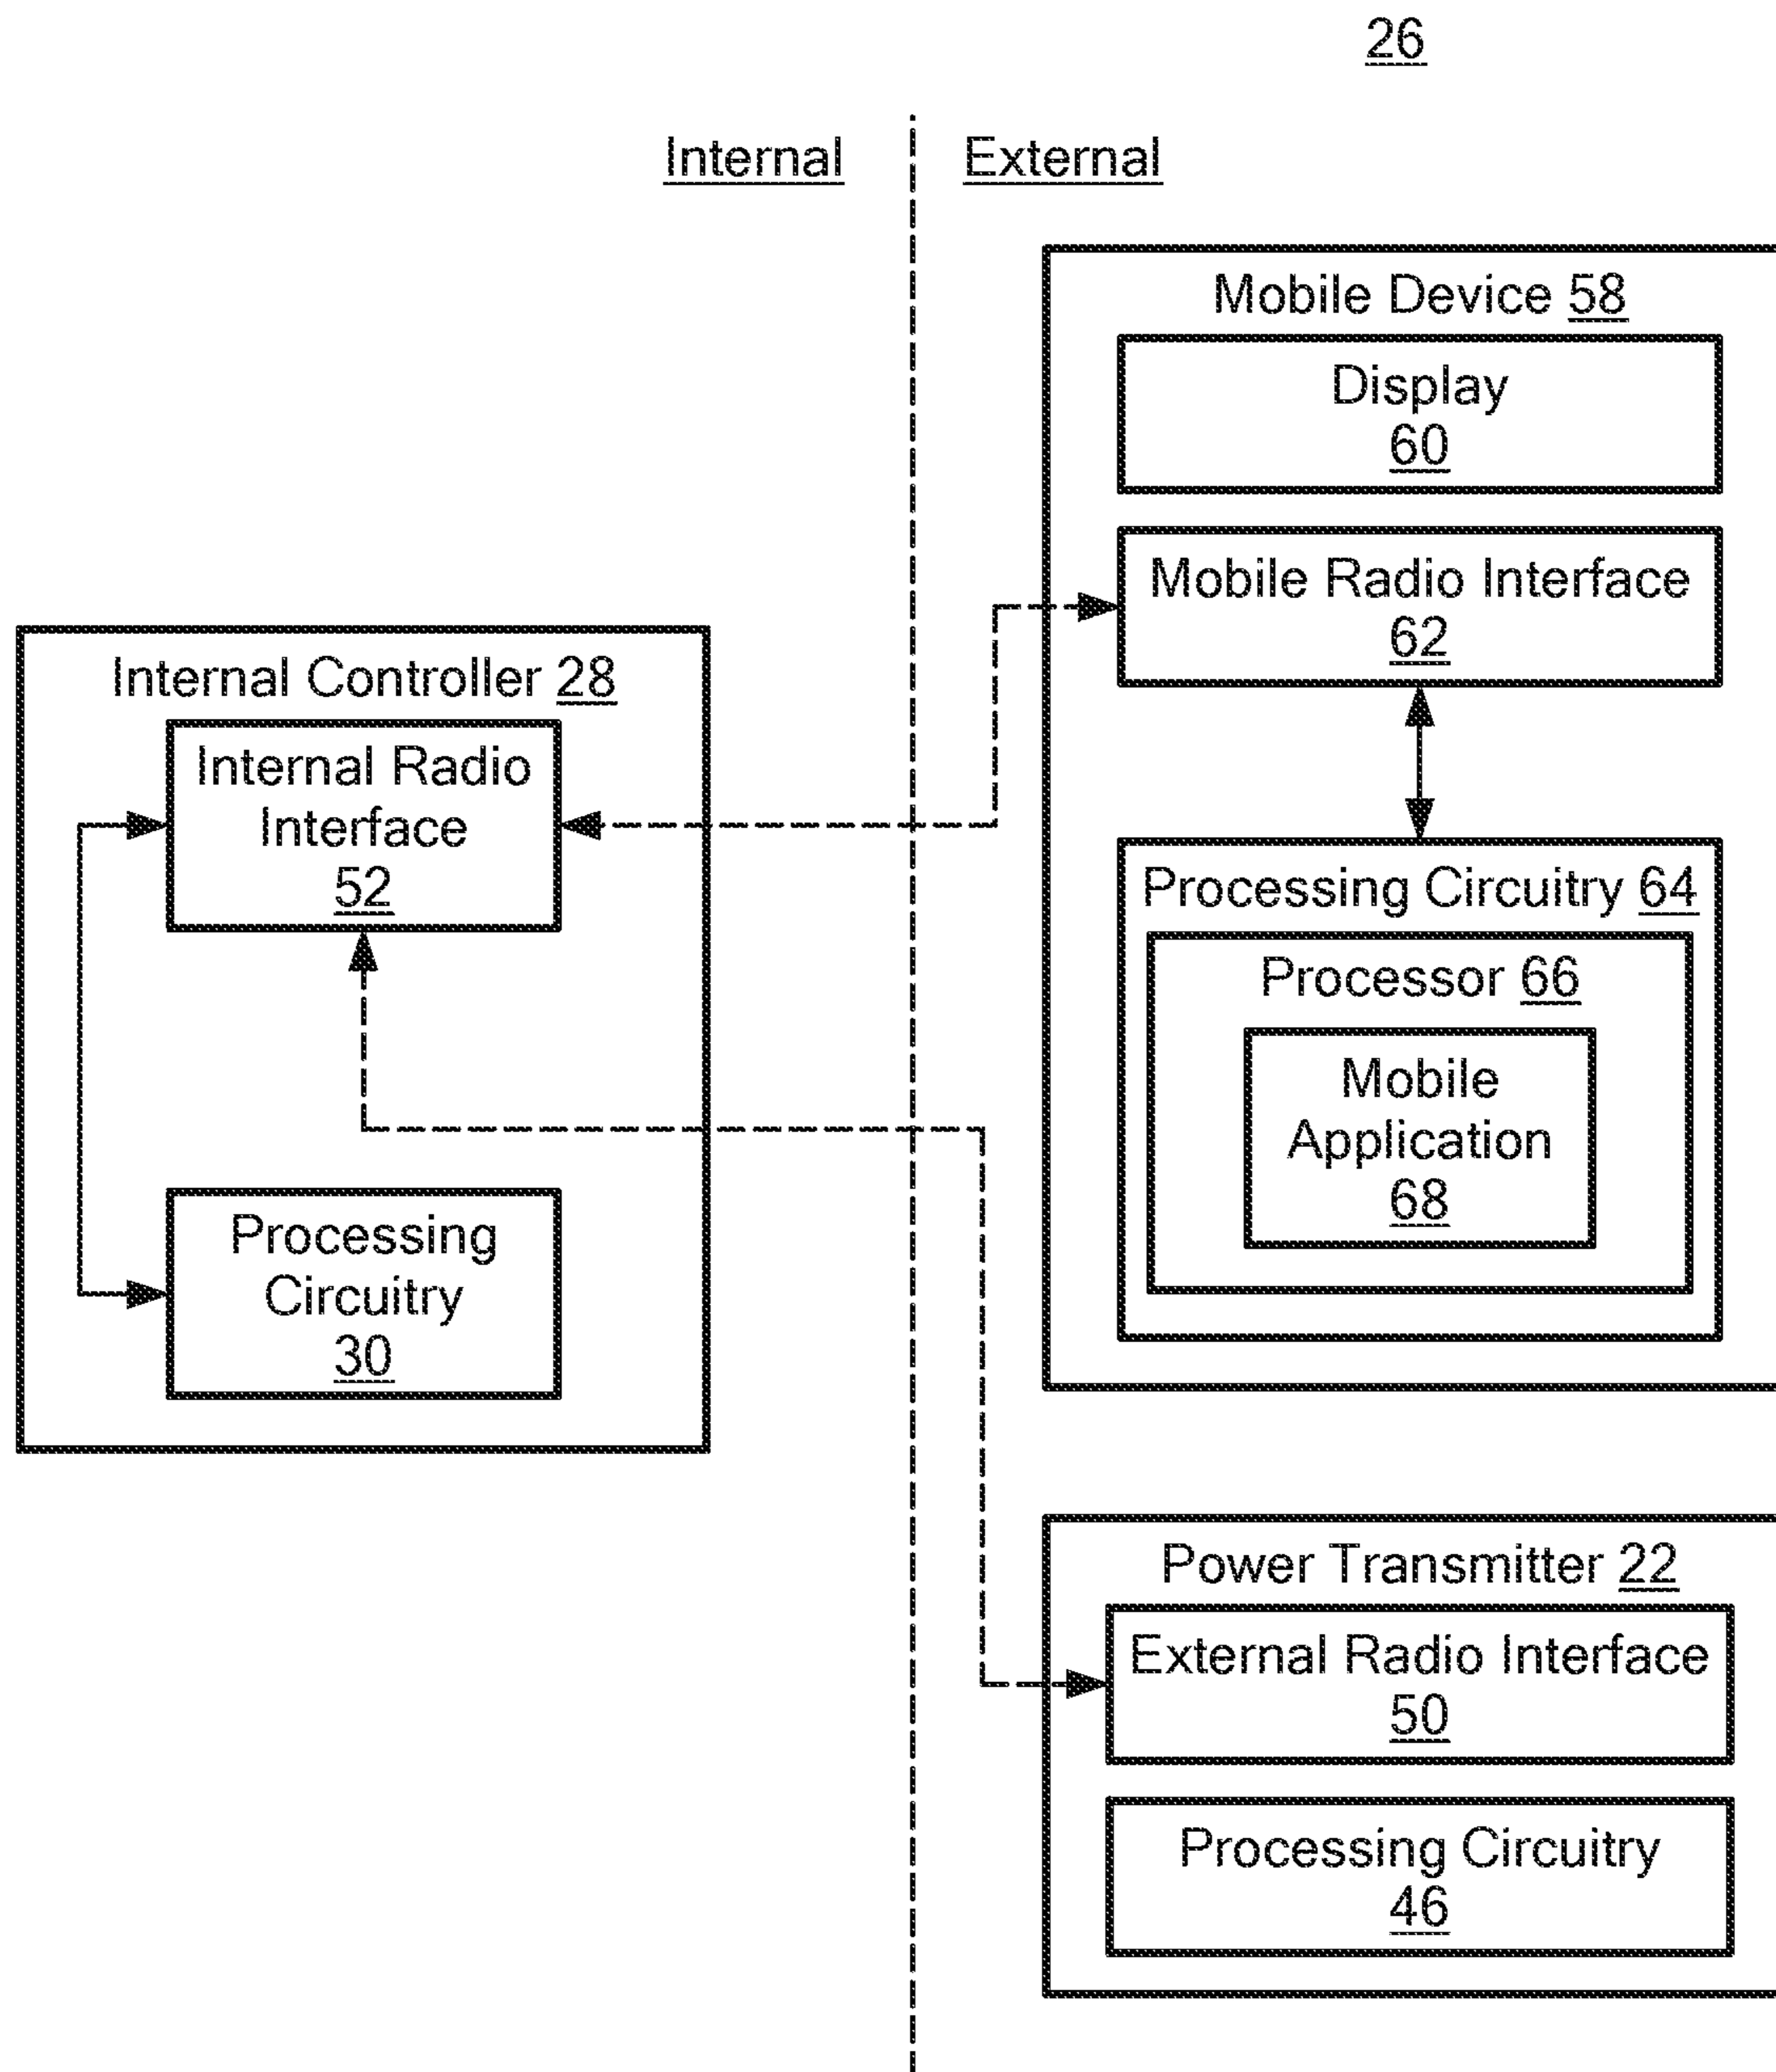 26
Internal
External
Mobile Device 58
Display
60
Mobile Radio Interface
62
Internal Controller 28
Internal Radio
Interface
52
Processing Circuitry 64
Processor 66
Mobile
Application
68
Processing
Circuitry
30
Power Transmitter 22
External Radio Interface
50
Processing Circuitry
46